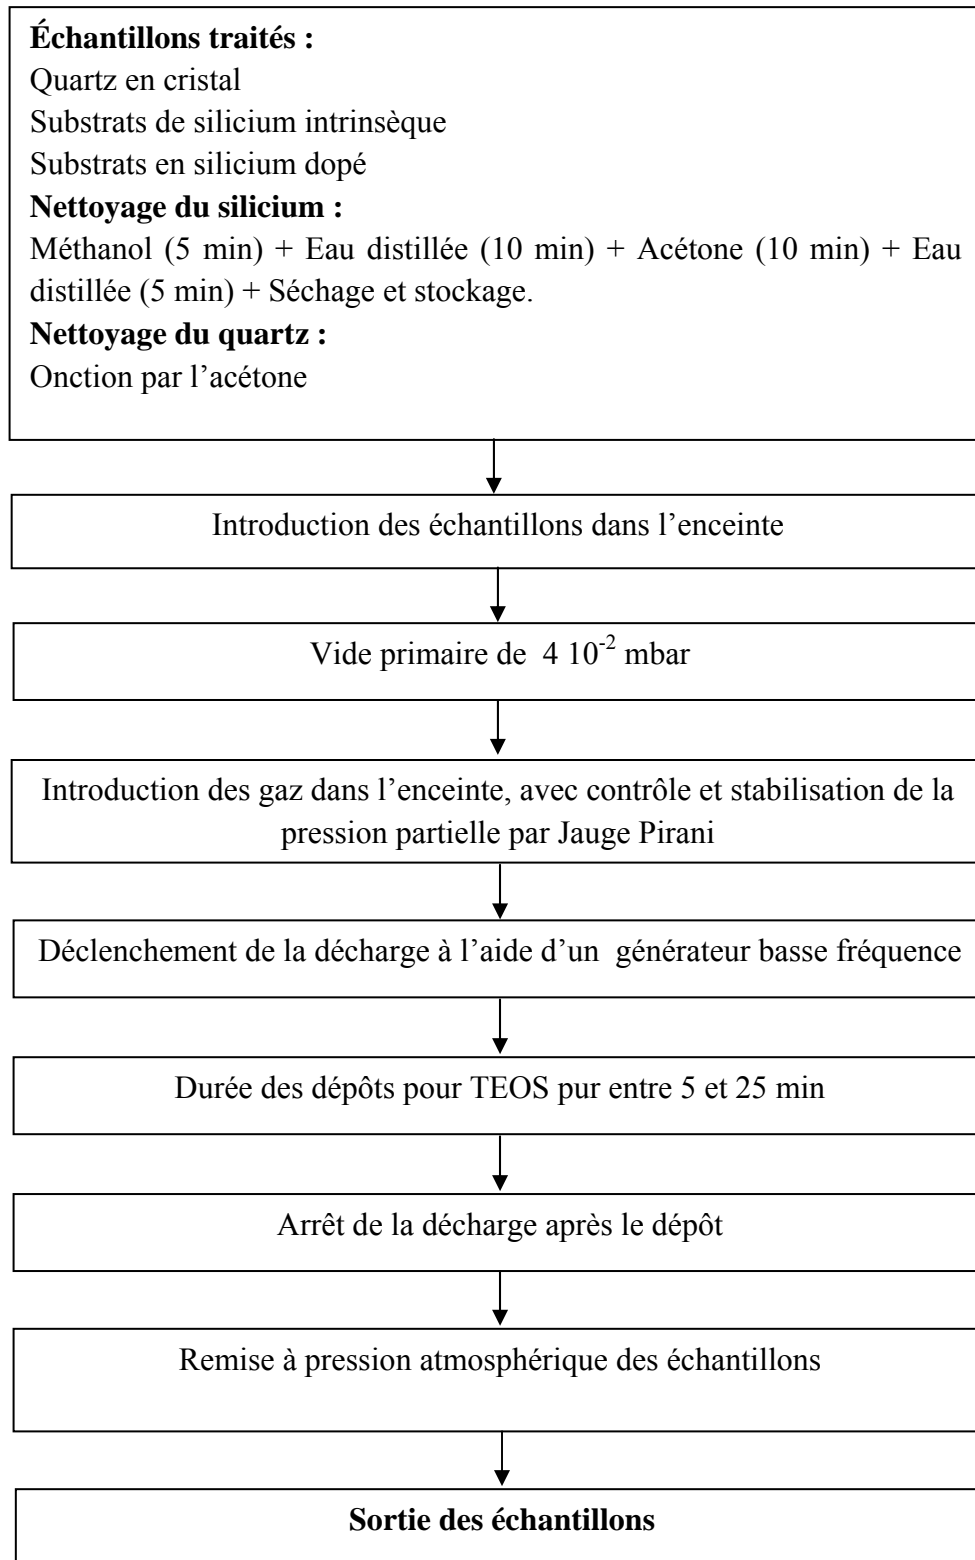 Échantillons traités :
Quartz en cristal
Substrats de silicium intrinsèque
Substrats en silicium dopé
Nettoyage du silicium :
Méthanol (5 min) + Eau distillée (10 min) + Acétone (10 min) + Eau
distillée (5 min) + Séchage et stockage.
Nettoyage du quartz :
Onction par l’acétone
Introduction des échantillons dans l’enceinte
Vide primaire de 4 10⁻² mbar
Introduction des gaz dans l’enceinte, avec contrôle et stabilisation de la
pression partielle par Jauge Pirani
Déclenchement de la décharge à l’aide d’un générateur basse fréquence
Durée des dépôts pour TEOS pur entre 5 et 25 min
Arrêt de la décharge après le dépôt
Remise à pression atmosphérique des échantillons
Sortie des échantillons